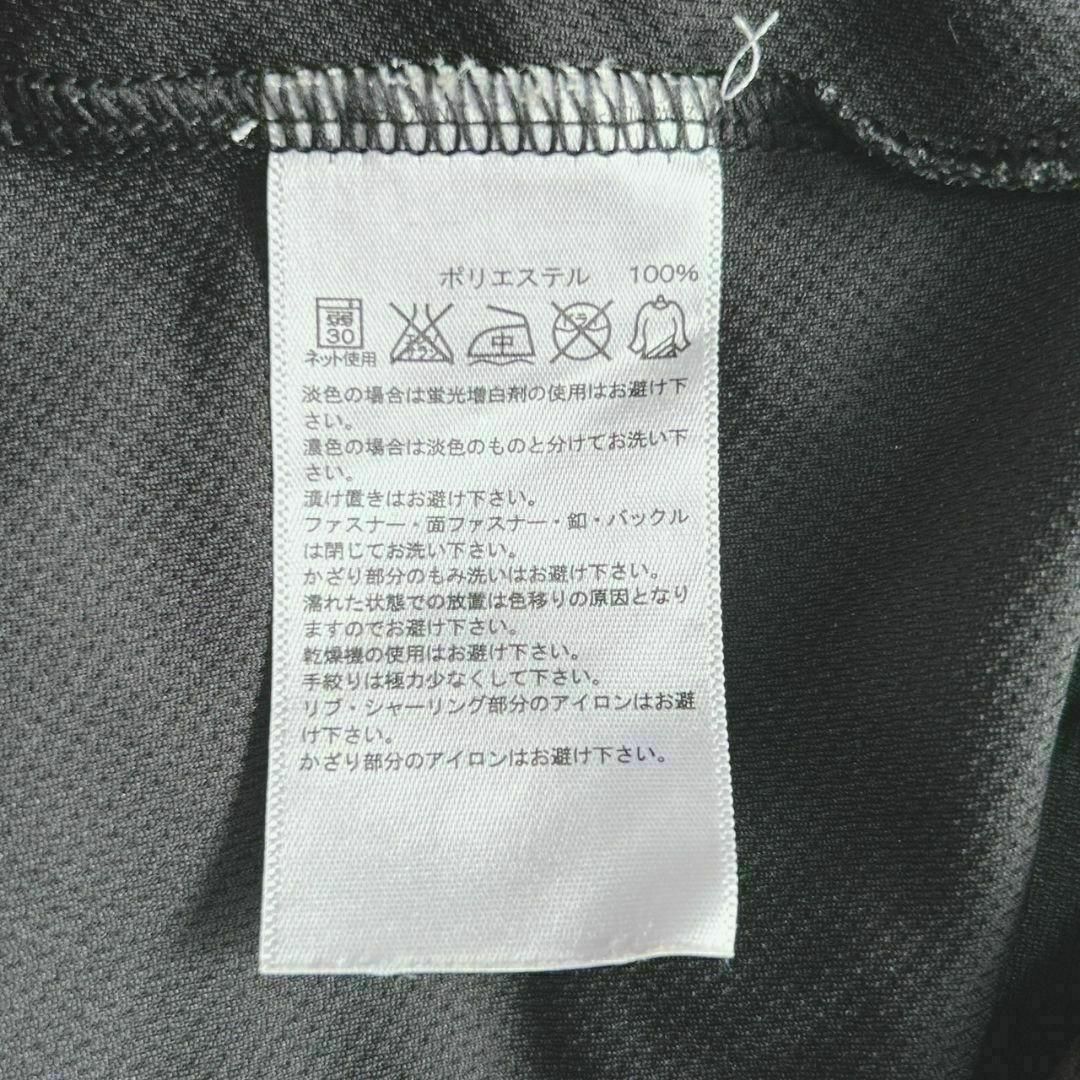 ポリエステル 100%
弱 30 エンソサラシ 中 ドライ
ネット使用
淡色の場合は蛍光増白剤の使用はお避け下
さい。
濃色の場合は淡色のものと分けてお洗い下
さい。
漬け置きはお避け下さい。
ファスナー・面ファスナー・釦・バックル
は閉じてお洗い下さい。
かざり部分のもみ洗いはお避け下さい。
濡れた状態での放置は色移りの原因となり
ますのでお避け下さい。
乾燥機の使用はお避け下さい。
手絞りは極力少なくして下さい。
リブ・シャーリング部分のアイロンはお避
け下さい。
かざり部分のアイロンはお避け下さい。